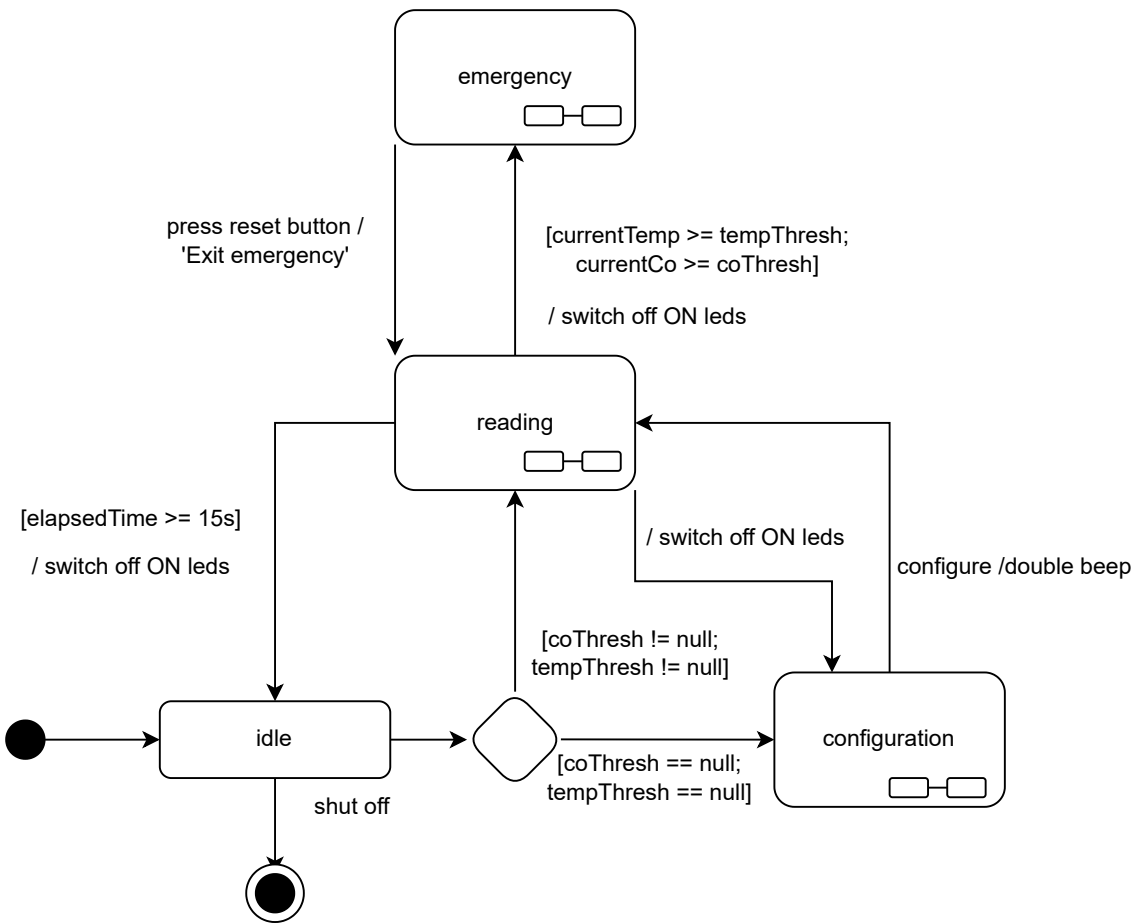 emergency
press reset button /
'Exit emergency'
[currentTemp >= tempThresh;
currentCo >= coThresh]
/ switch off ON leds
reading
[elapsedTime >= 15s]
/ switch off ON leds
/ switch off ON leds
configure /double beep
[coThresh != null;
tempThresh != null]
idle
configuration
[coThresh == null;
tempThresh == null]
shut off